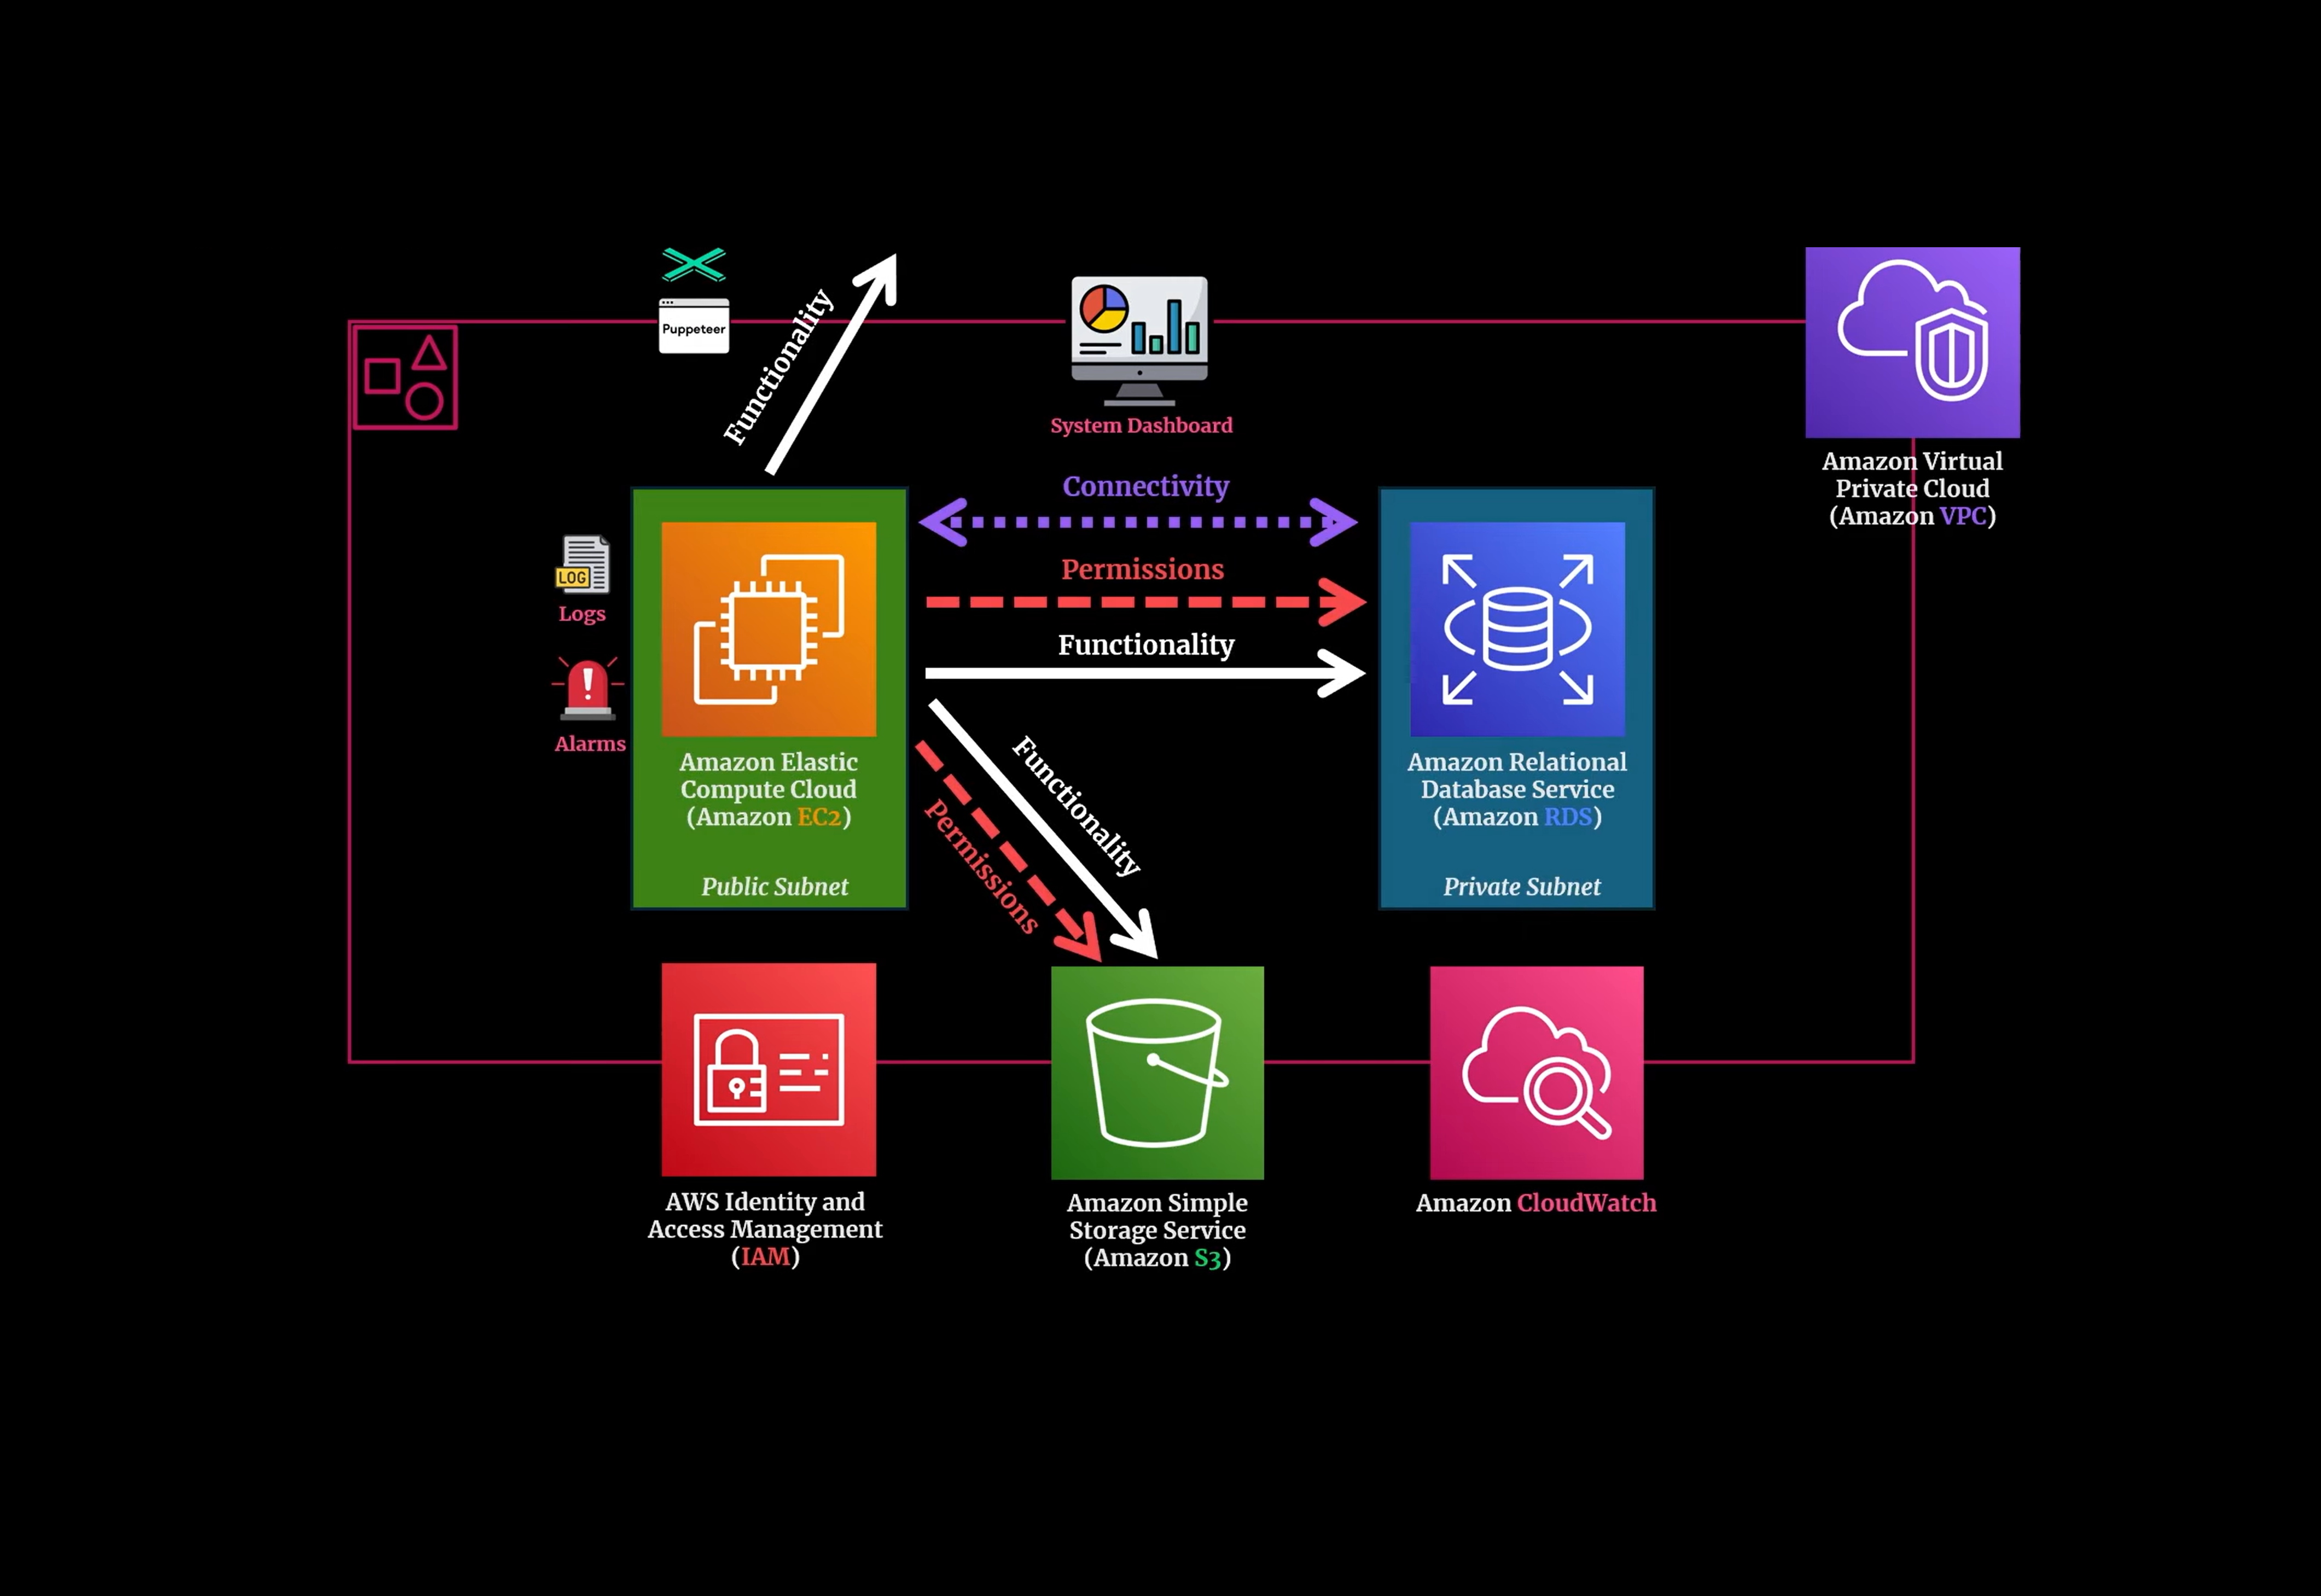 Puppeteer
Functionality
System Dashboard
Amazon Virtual
Private Cloud
(Amazon VPC)
Connectivity
Permissions
Functionality
LOG
Logs
Alarms
Amazon Elastic
Compute Cloud
(Amazon EC2)
Public Subnet
Functionality
Permissions
Amazon Relational
Database Service
(Amazon RDS)
Private Subnet
AWS Identity and
Access Management
(IAM)
Amazon Simple
Storage Service
(Amazon S3)
Amazon CloudWatch